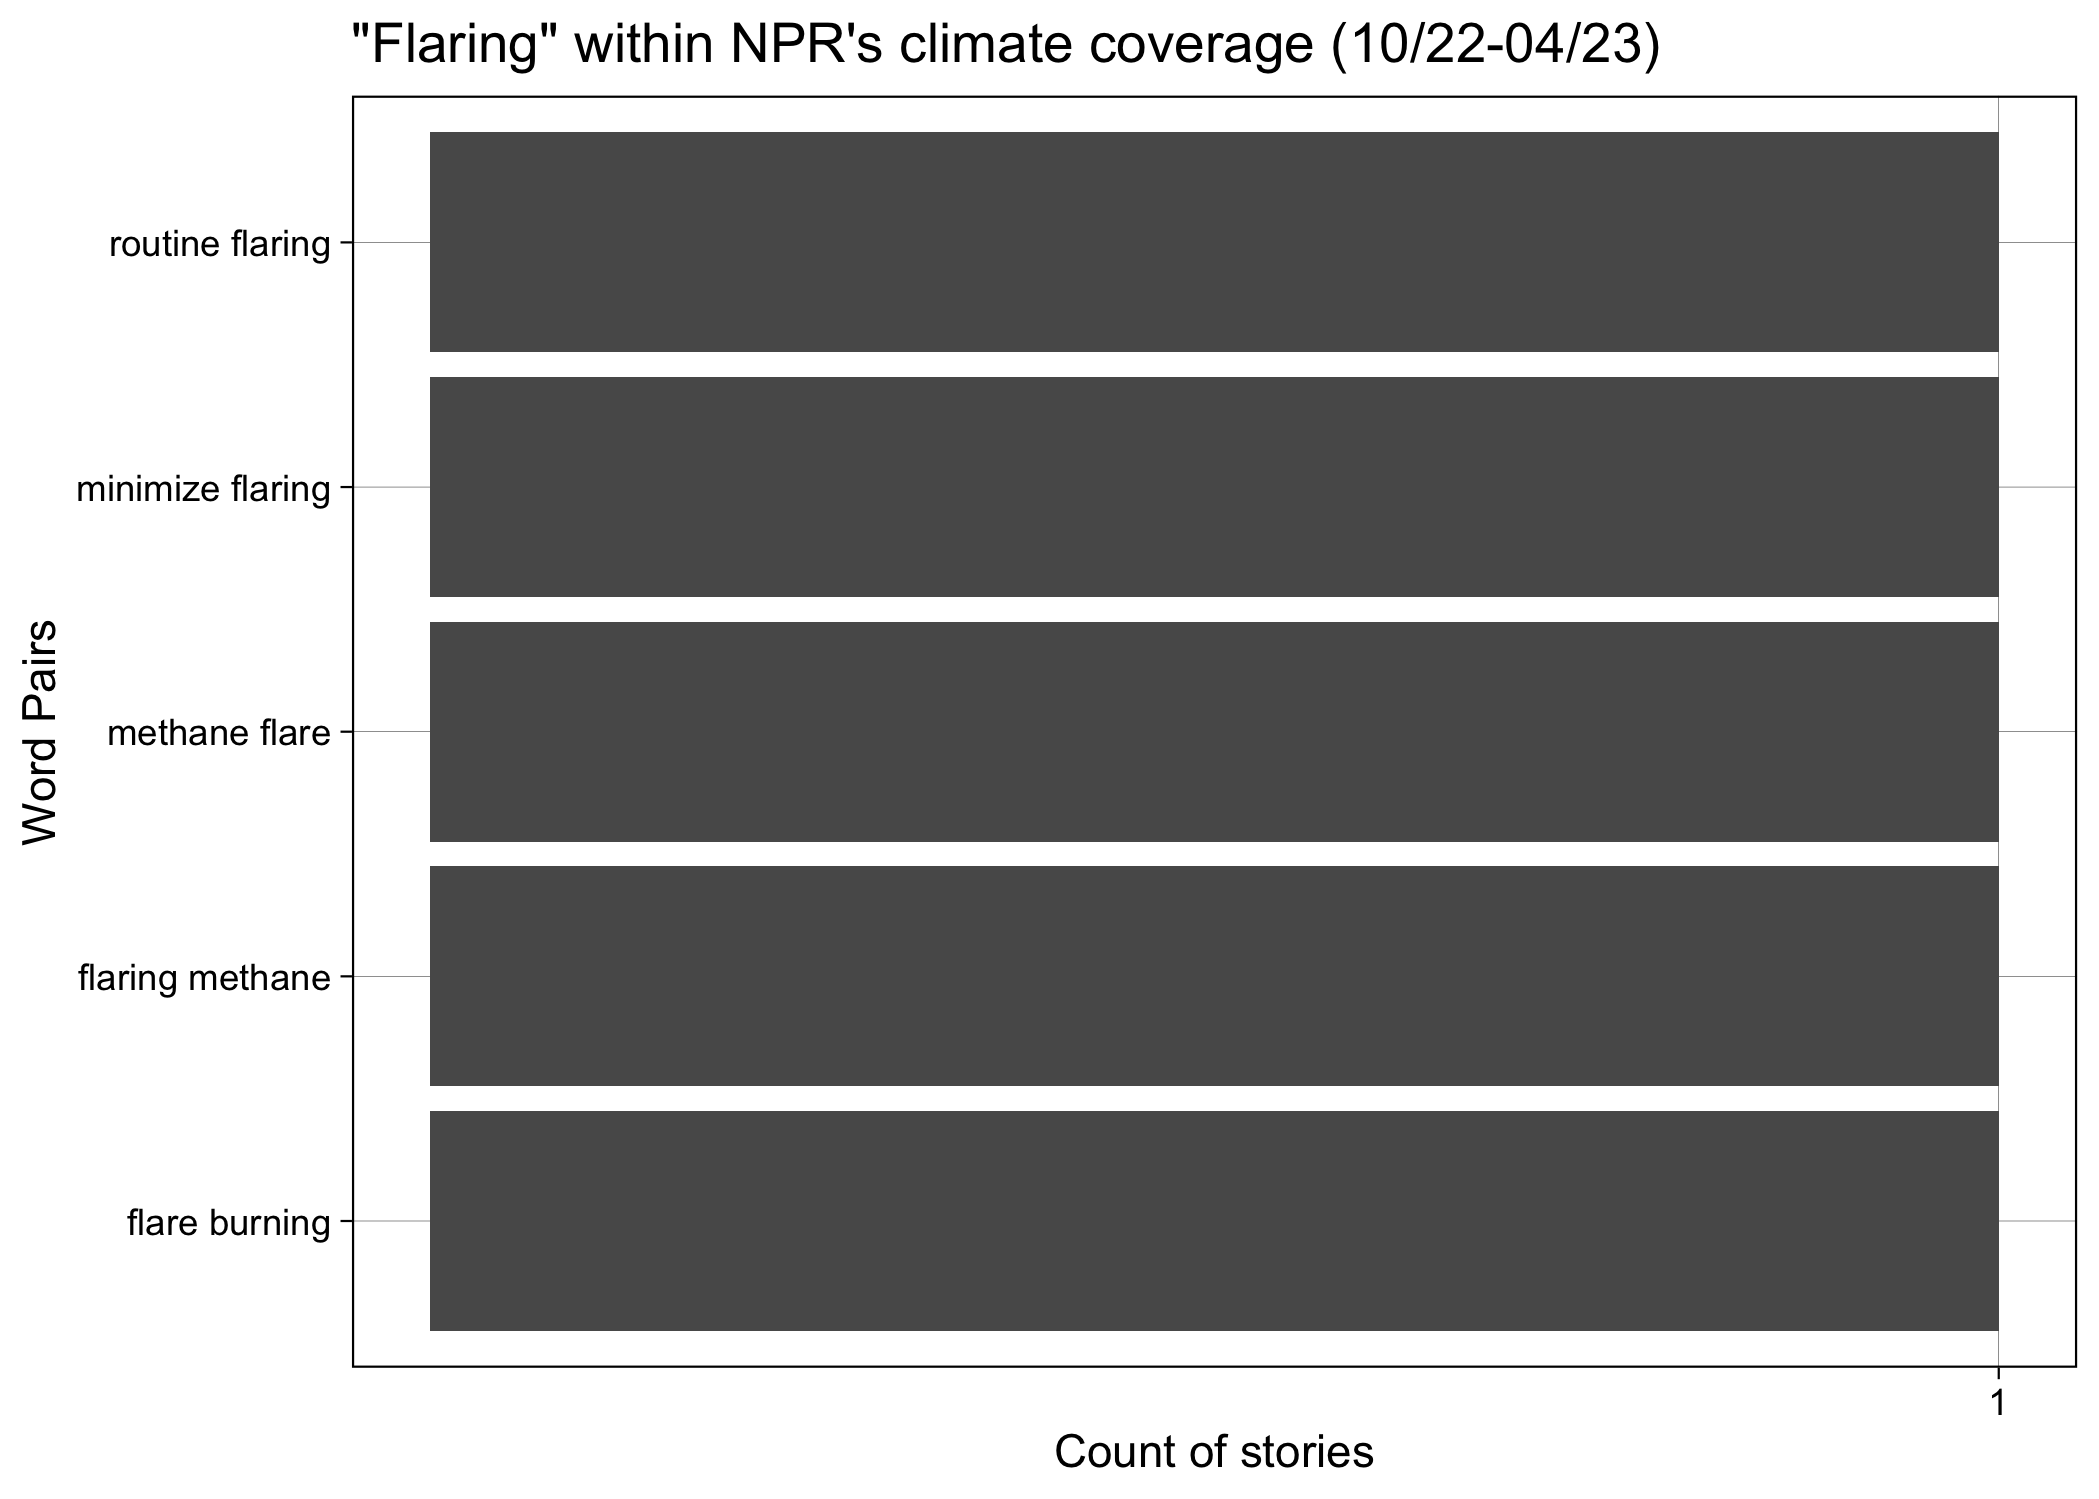 "Flaring" within NPR's climate coverage (10/22-04/23)
Word Pairs
routine flaring
minimize flaring
methane flare
flaring methane
flare burning
1
Count of stories